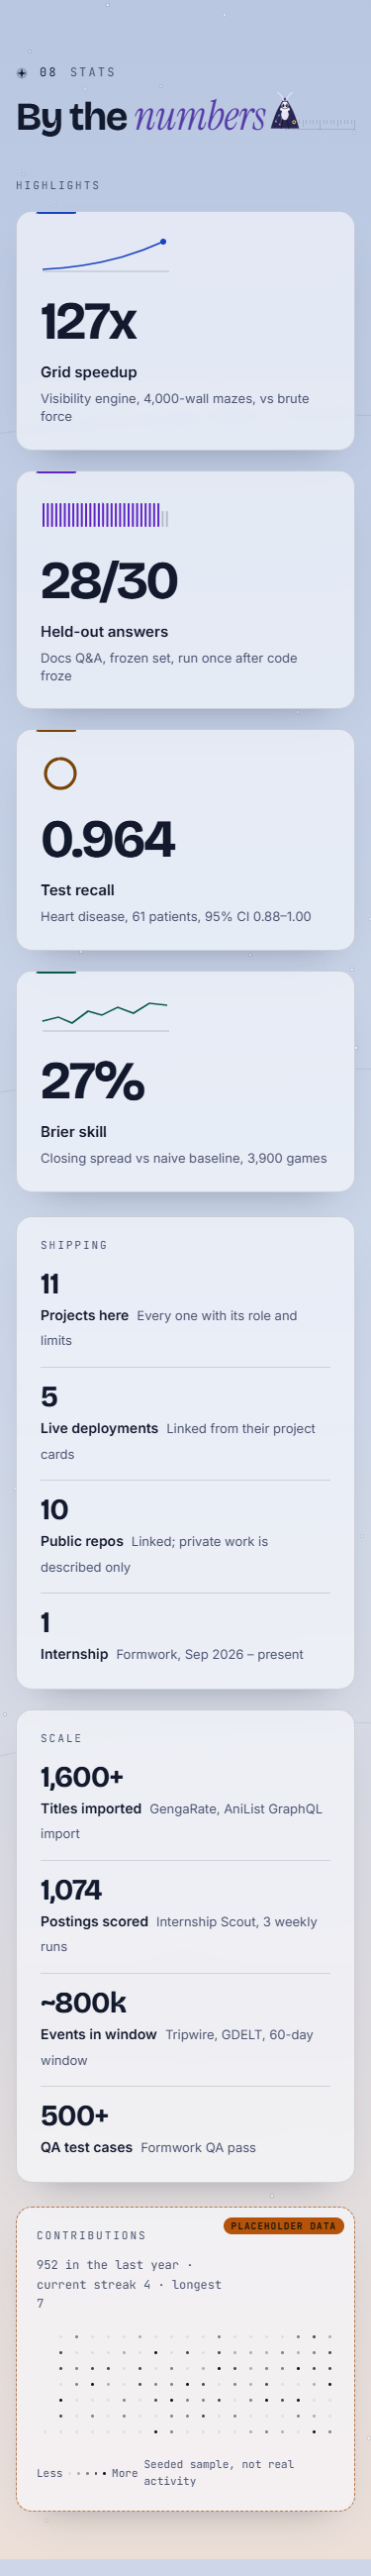 08 STATS
By the numbers
HIGHLIGHTS
127x
Grid speedup
Visibility engine, 4,000-wall mazes, vs brute
force
28/30
Held-out answers
Docs Q&A, frozen set, run once after code
froze
0.964
Test recall
Heart disease, 61 patients, 95% CI 0.88–1.00
27%
Brier skill
Closing spread vs naive baseline, 3,900 games
SHIPPING
11
Projects here Every one with its role and
limits
5
Live deployments Linked from their project
cards
10
Public repos Linked; private work is
described only
1
Internship Formwork, Sep 2026 – present
SCALE
1,600+
Titles imported GengaRate, AniList GraphQL
import
1,074
Postings scored Internship Scout, 3 weekly
runs
~800k
Events in window Tripwire, GDELT, 60-day
window
500+
QA test cases Formwork QA pass
PLACEHOLDER DATA
CONTRIBUTIONS
952 in the last year ·
current streak 4 · longest
7
Less More Seeded sample, not real
activity